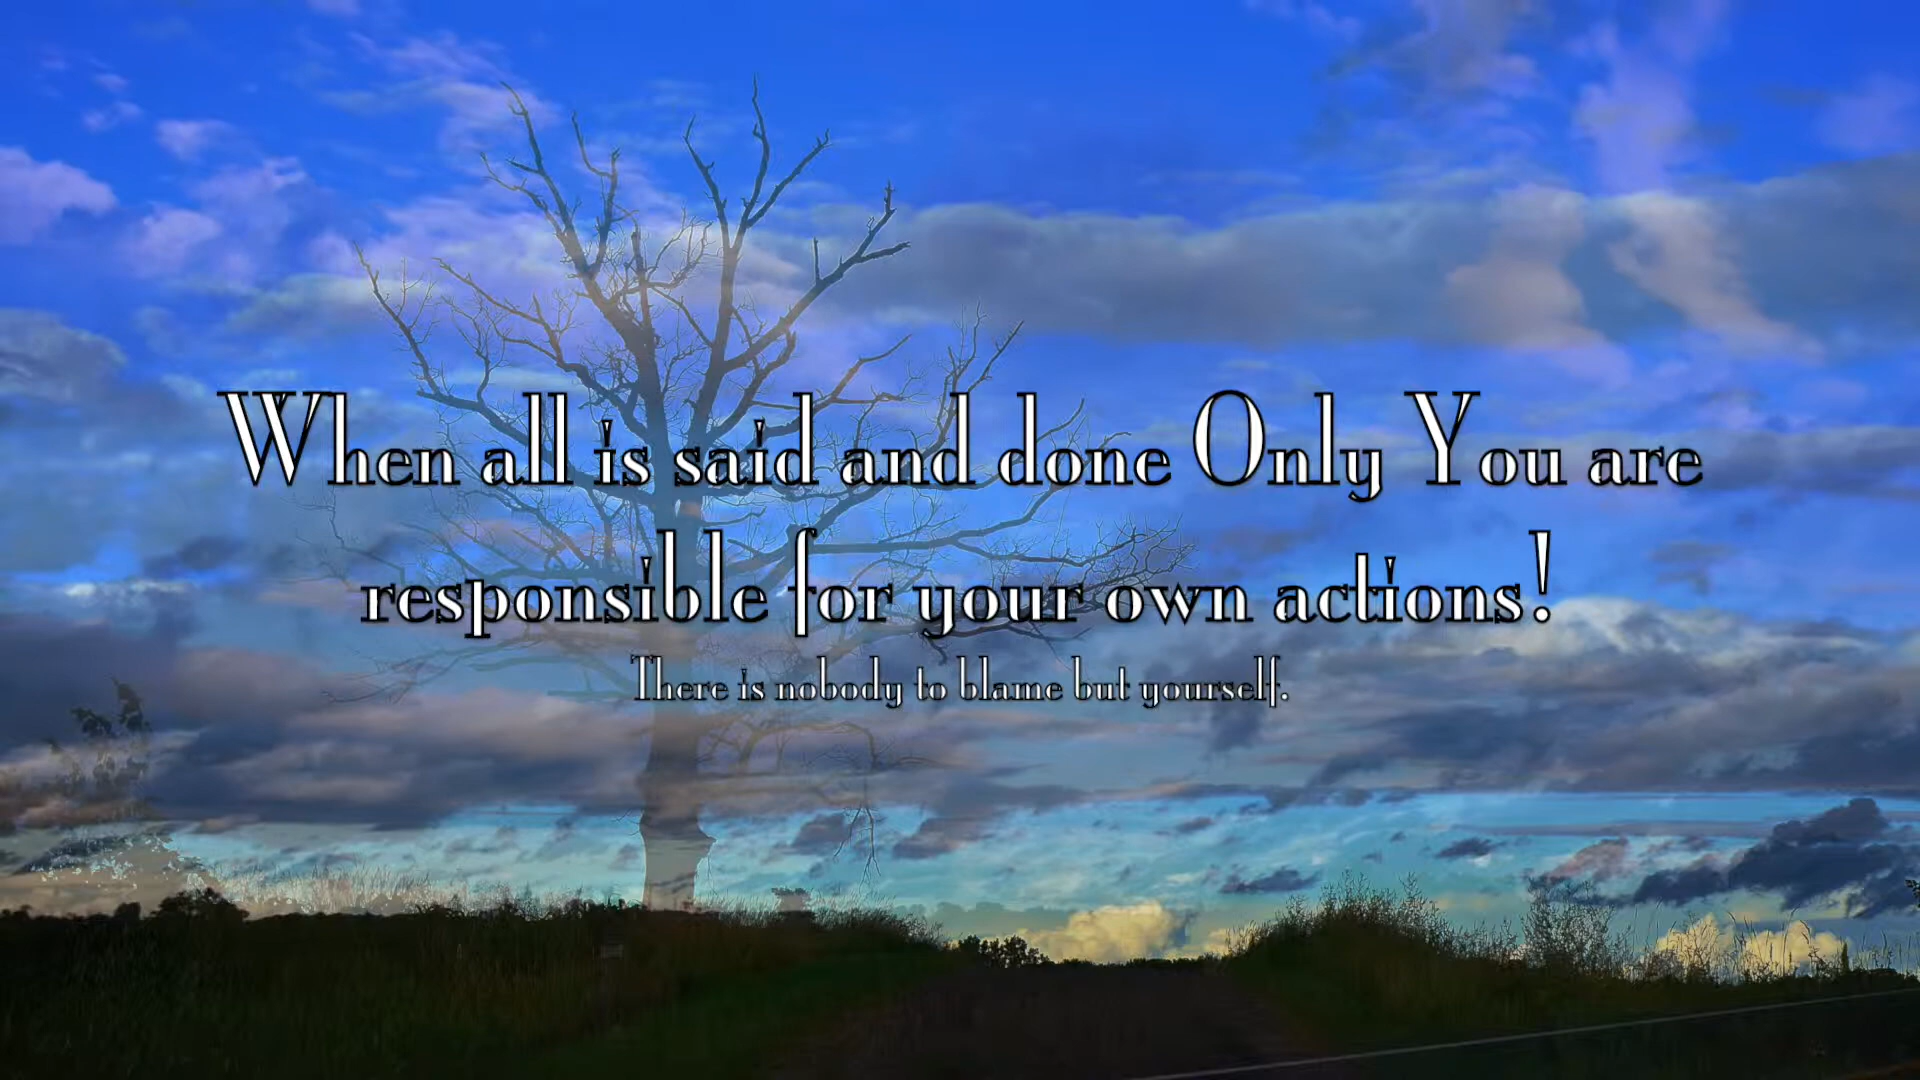 When all is said and done Only You are
responsible for your own actions!
There is nobody to blame but yourself.